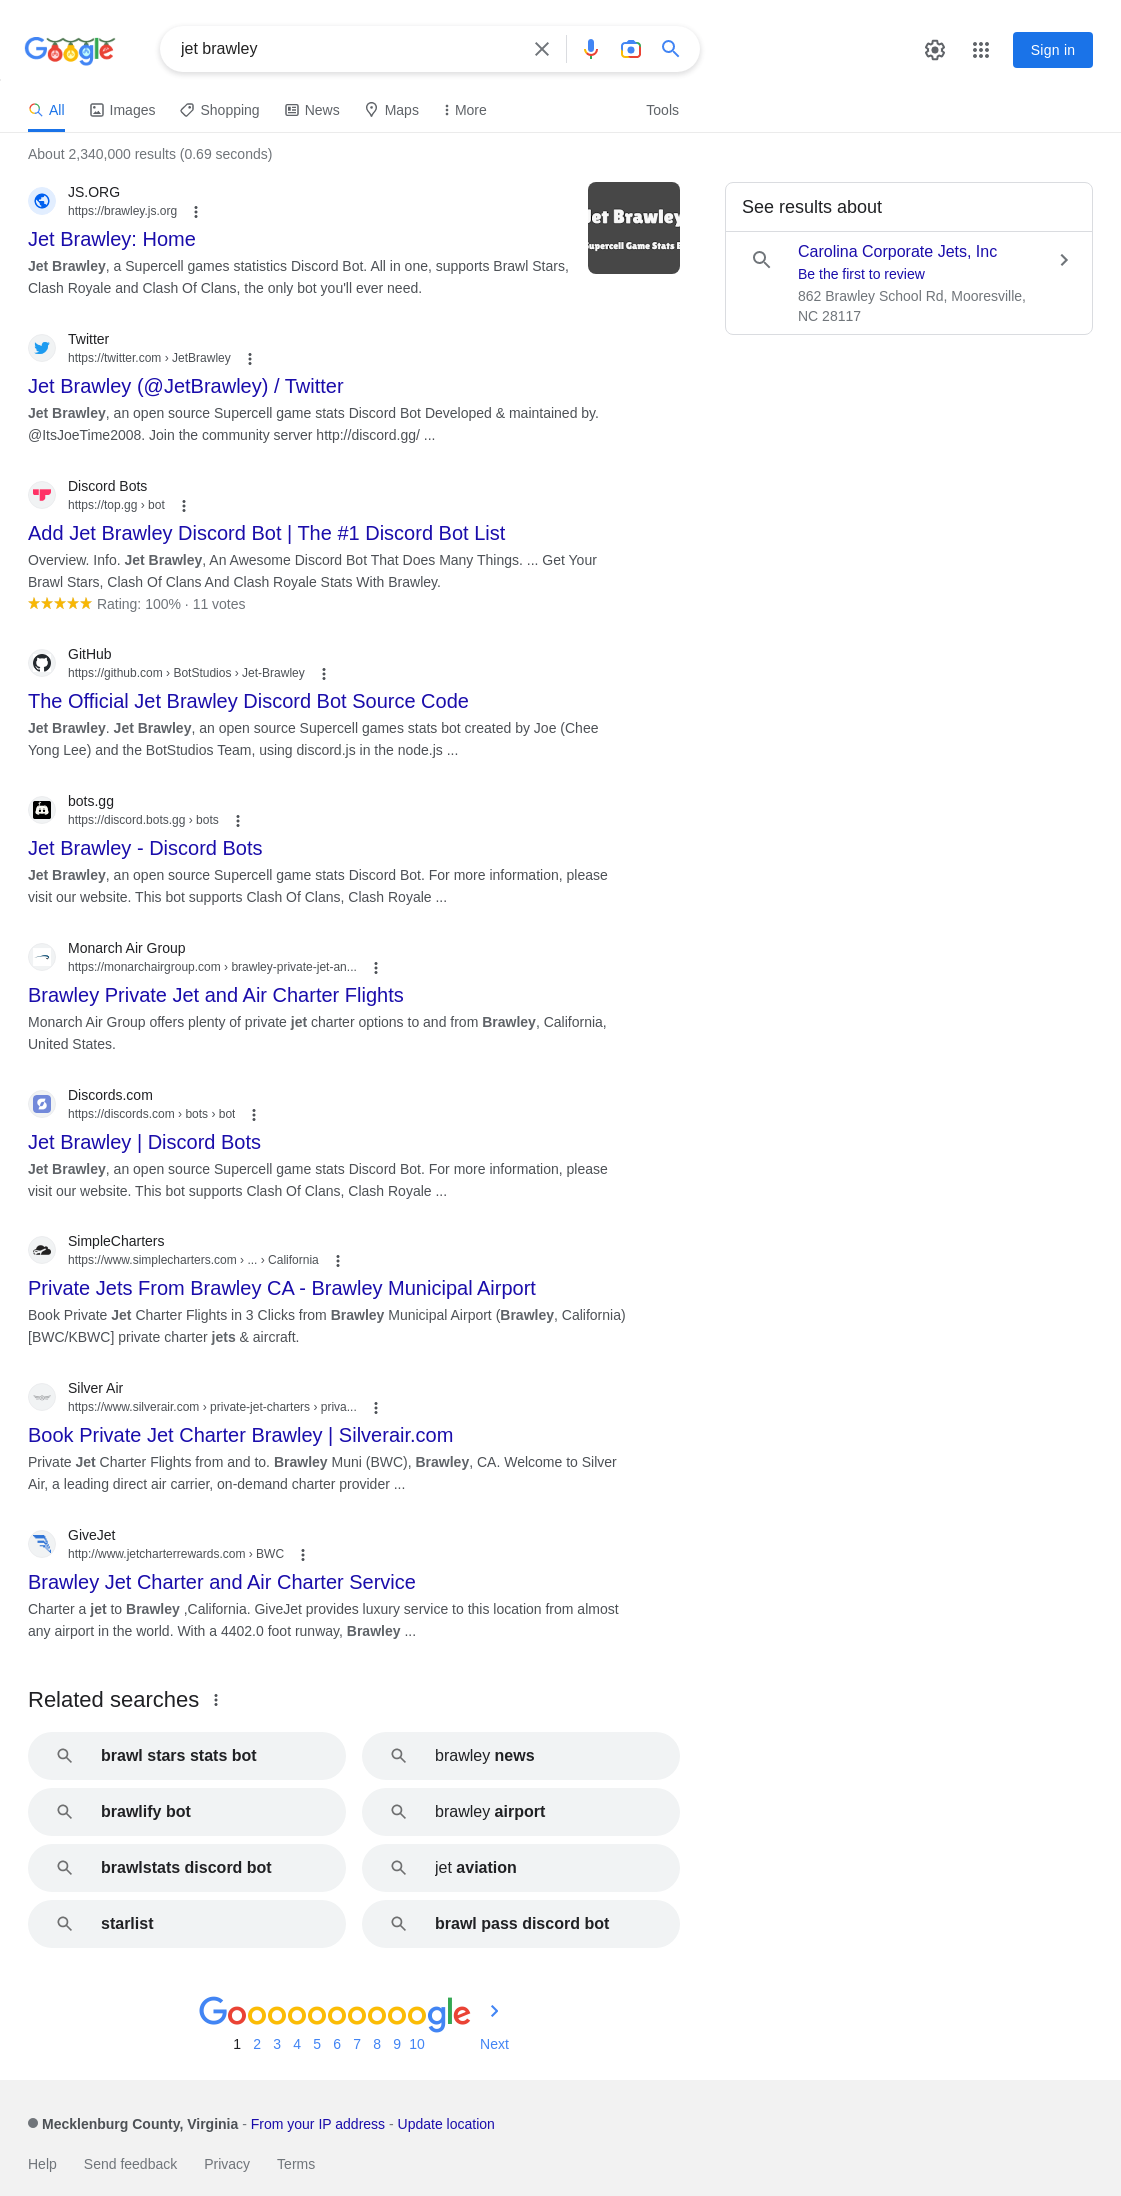 Google
jet brawley
Sign in
All Images Shopping News Maps More Tools
About 2,340,000 results (0.69 seconds)
JS.ORG
https://brawley.js.org
Jet Brawley: Home
Jet Brawley, a Supercell games statistics Discord Bot. All in one, supports Brawl Stars,
Clash Royale and Clash Of Clans, the only bot you'll ever need.
Jet Brawley
Supercell Game Stats B
See results about
Carolina Corporate Jets, Inc
Be the first to review
862 Brawley School Rd, Mooresville,
NC 28117
Twitter
https://twitter.com › JetBrawley
Jet Brawley (@JetBrawley) / Twitter
Jet Brawley, an open source Supercell game stats Discord Bot Developed & maintained by.
@ItsJoeTime2008. Join the community server http://discord.gg/ ...
Discord Bots
https://top.gg › bot
Add Jet Brawley Discord Bot | The #1 Discord Bot List
Overview. Info. Jet Brawley, An Awesome Discord Bot That Does Many Things. ... Get Your
Brawl Stars, Clash Of Clans And Clash Royale Stats With Brawley.
Rating: 100% · 11 votes
GitHub
https://github.com › BotStudios › Jet-Brawley
The Official Jet Brawley Discord Bot Source Code
Jet Brawley. Jet Brawley, an open source Supercell games stats bot created by Joe (Chee
Yong Lee) and the BotStudios Team, using discord.js in the node.js ...
bots.gg
https://discord.bots.gg › bots
Jet Brawley - Discord Bots
Jet Brawley, an open source Supercell game stats Discord Bot. For more information, please
visit our website. This bot supports Clash Of Clans, Clash Royale ...
Monarch Air Group
https://monarchairgroup.com › brawley-private-jet-an...
Brawley Private Jet and Air Charter Flights
Monarch Air Group offers plenty of private jet charter options to and from Brawley, California,
United States.
Discords.com
https://discords.com › bots › bot
Jet Brawley | Discord Bots
Jet Brawley, an open source Supercell game stats Discord Bot. For more information, please
visit our website. This bot supports Clash Of Clans, Clash Royale ...
SimpleCharters
https://www.simplecharters.com › ... › California
Private Jets From Brawley CA - Brawley Municipal Airport
Book Private Jet Charter Flights in 3 Clicks from Brawley Municipal Airport (Brawley, California)
[BWC/KBWC] private charter jets & aircraft.
Silver Air
https://www.silverair.com › private-jet-charters › priva...
Book Private Jet Charter Brawley | Silverair.com
Private Jet Charter Flights from and to. Brawley Muni (BWC), Brawley, CA. Welcome to Silver
Air, a leading direct air carrier, on-demand charter provider ...
GiveJet
http://www.jetcharterrewards.com › BWC
Brawley Jet Charter and Air Charter Service
Charter a jet to Brawley ,California. GiveJet provides luxury service to this location from almost
any airport in the world. With a 4402.0 foot runway, Brawley ...
Related searches
brawl stars stats bot
brawley news
brawlify bot
brawley airport
brawlstats discord bot
jet aviation
starlist
brawl pass discord bot
Goooooooooogle
1 2 3 4 5 6 7 8 9 10 Next
Mecklenburg County, Virginia - From your IP address - Update location
Help Send feedback Privacy Terms